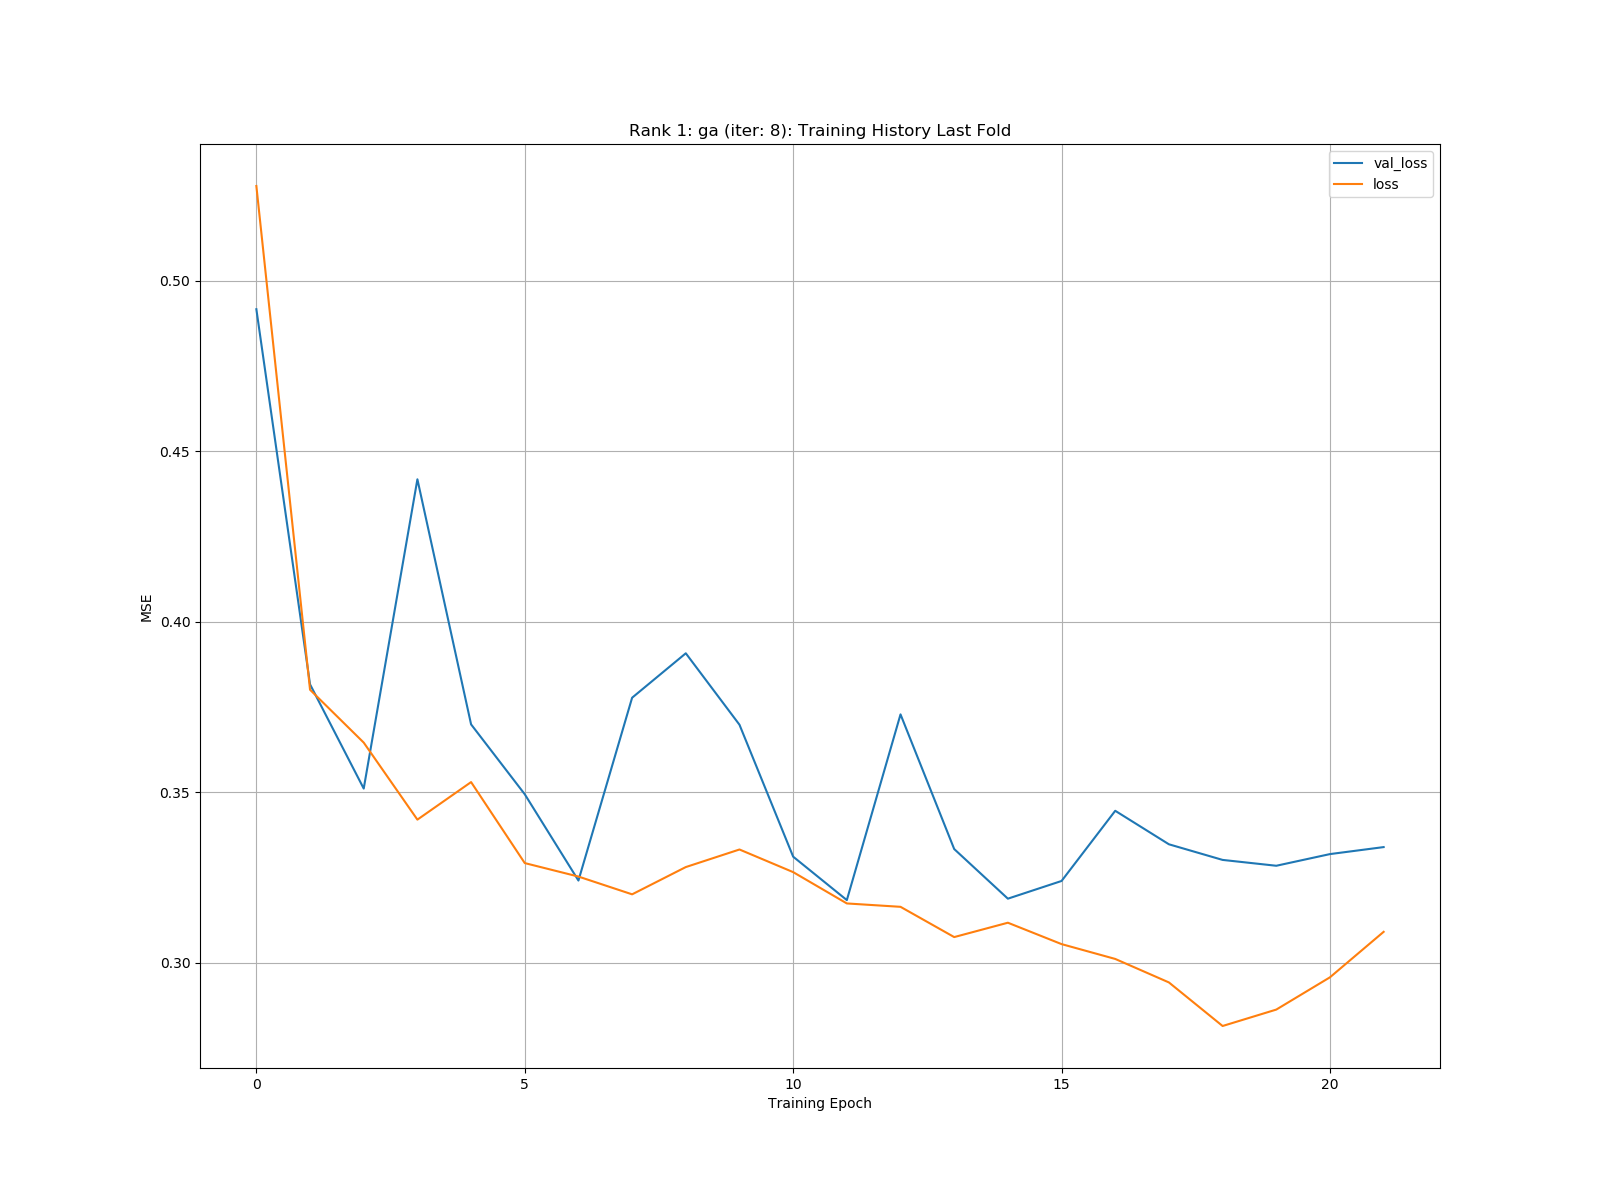 Rank 1: ga (iter: 8): Training History Last Fold
val_loss
loss
0.50
0.45
0.40
0.35
0.30
MSE
0 5 10 15 20
Training Epoch